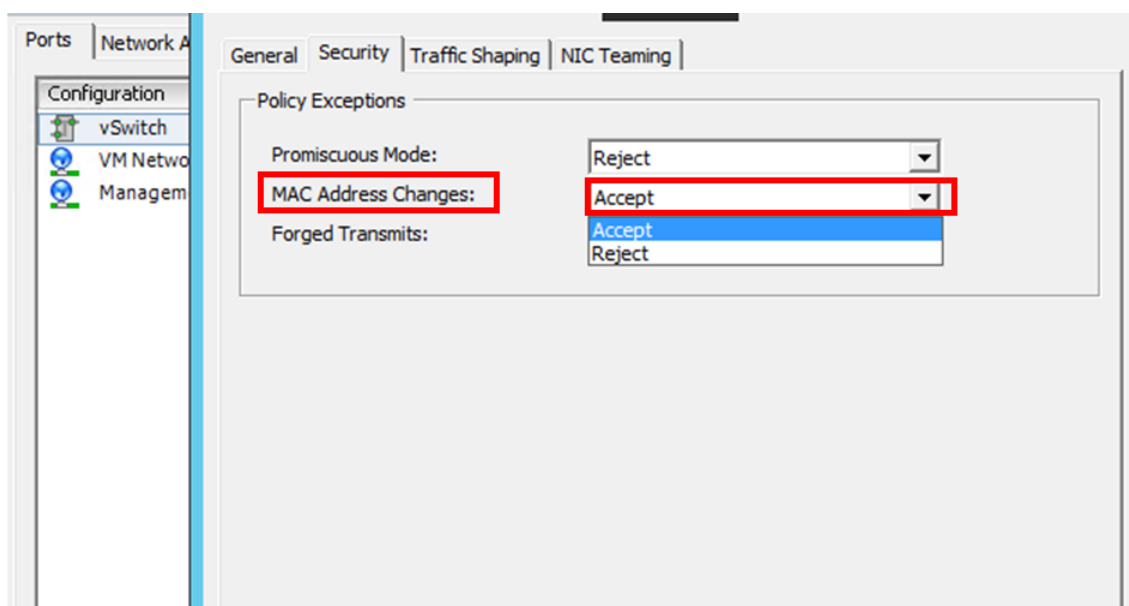 Ports Network A
Configuration
vSwitch
VM Netwo
Managem
General Security Traffic Shaping NIC Teaming
Policy Exceptions
Promiscuous Mode: Reject
MAC Address Changes: Accept
Forged Transmits: Accept
Reject